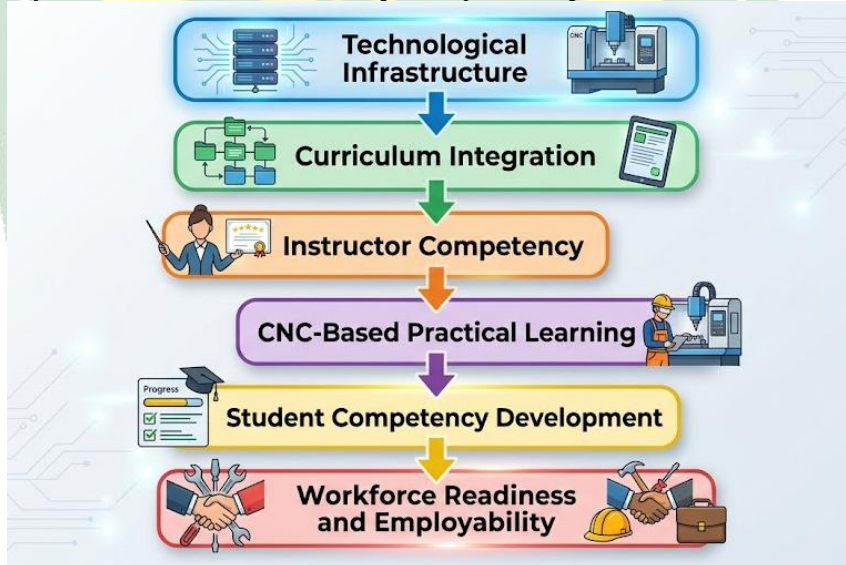 CNC
Technological
Infrastructure
Curriculum Integration
Instructor Competency
CNC-Based Practical Learning
Progress
Student Competency Development
Workforce Readiness
and Employability